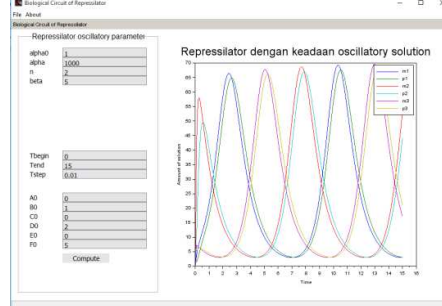 Biological Circuit of Repressilator
File About
Biological Circuit of Repressilator
Repressilator oscillatory parameter
alpha0 1
alpha 1000
n 2
beta 5
Tbegin 0
Tend 15
Tstep 0.01
A0 0
B0 1
C0 0
D0 2
E0 0
F0 5
Compute
Repressilator dengan keadaan oscillatory solution
70
65
60
55
50
45
40
35
30
25
20
15
10
5
0
Amount of solution
m1
p1
m2
p2
m3
p3
0 1 2 3 4 5 6 7 8 9 10 11 12 13 14 15 16
Time